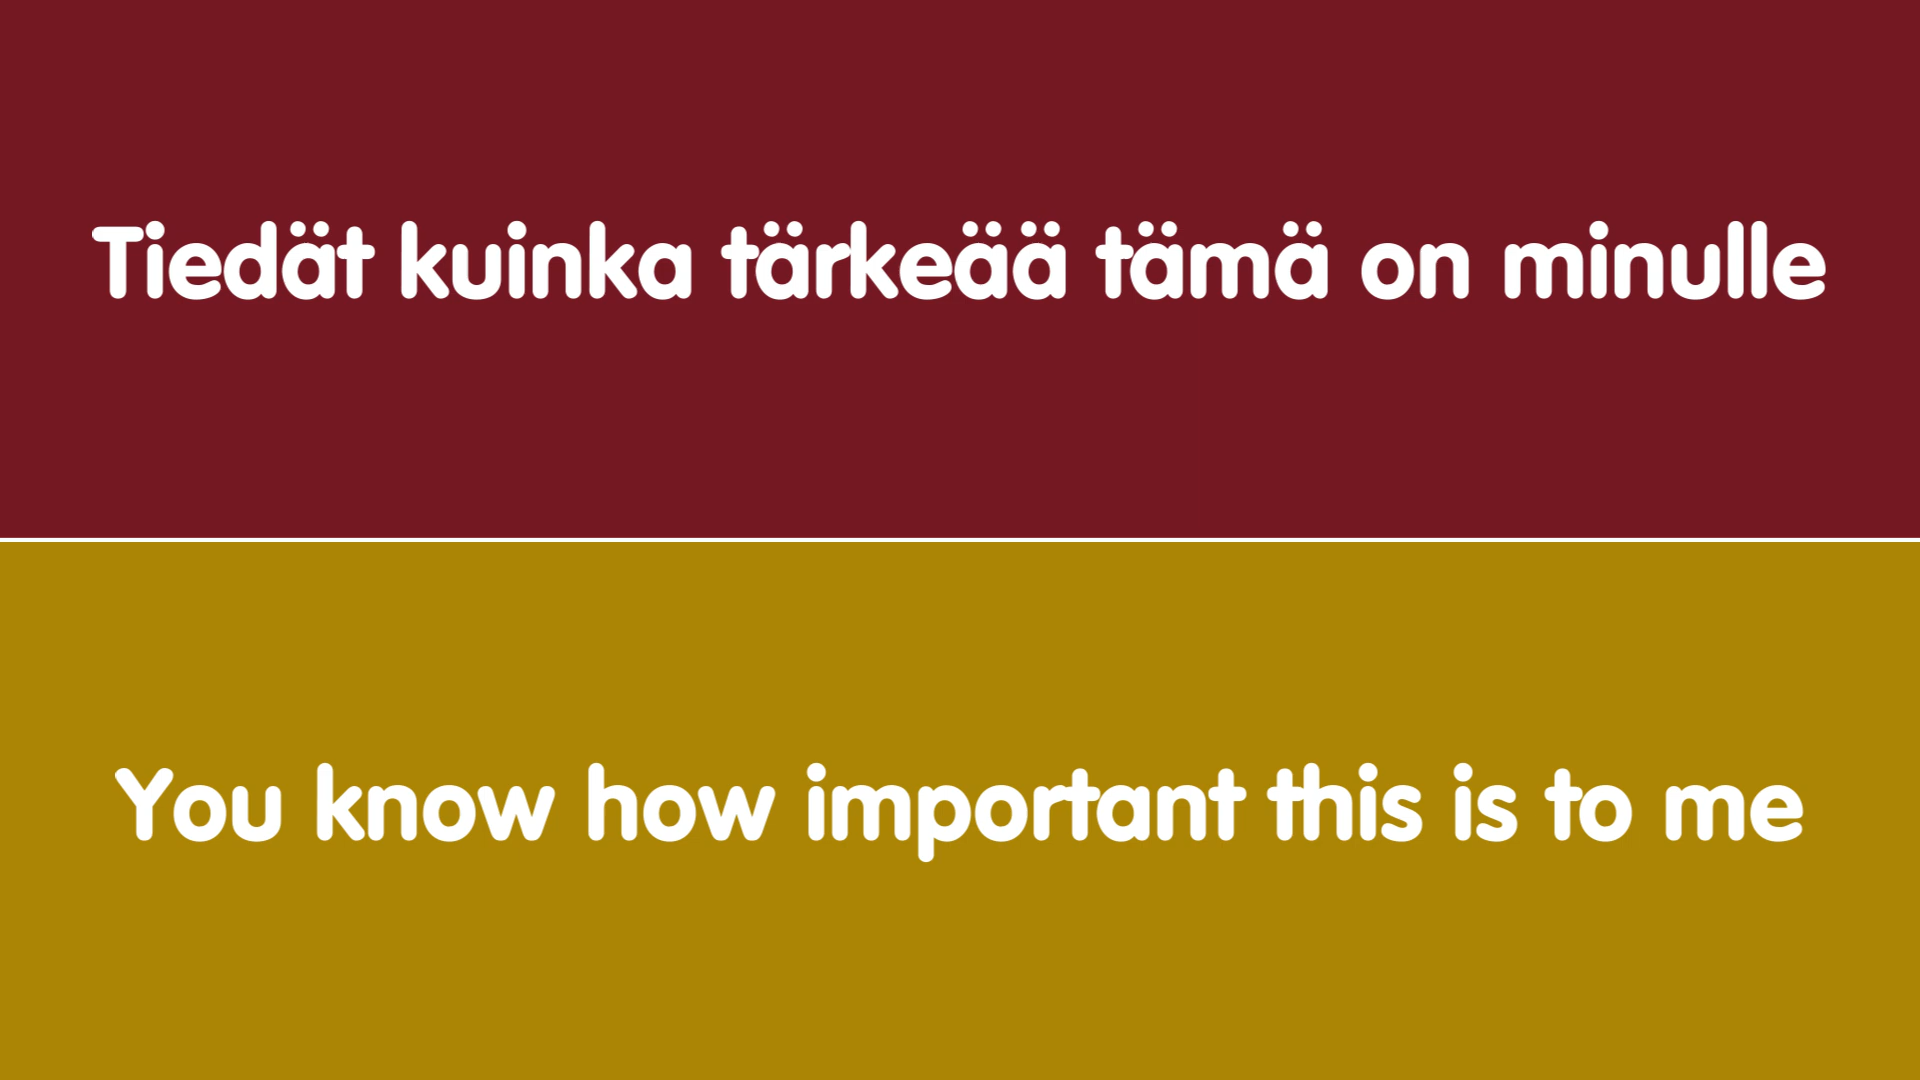 Tiedät kuinka tärkeää tämä on minulle
You know how important this is to me